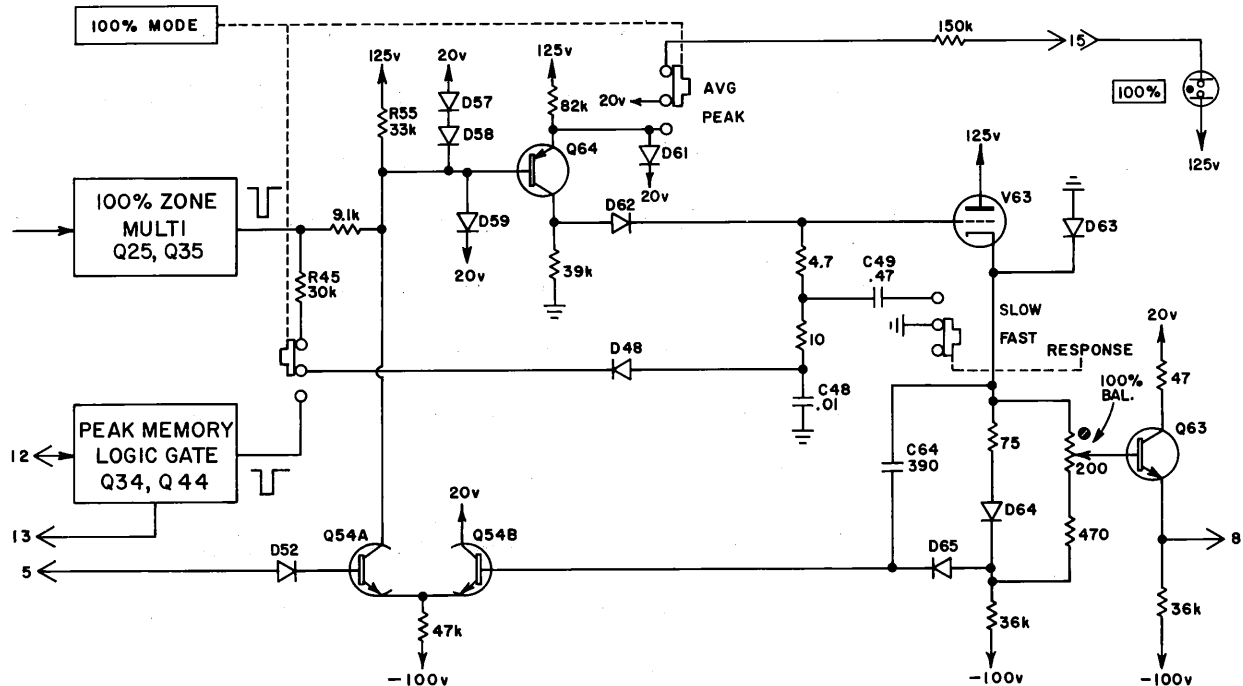 100% MODE
125v
20v
125v
150k
15
D57
R55
33k
D58
82k
20v
AVG
PEAK
100%
125v
Q64
D61
20v
125v
V63
100% ZONE
MULTI
Q25, Q35
9.1k
D59
20v
D62
D63
R45
30k
39k
4.7
C49
.47
SLOW
FAST
RESPONSE
10
20v
D48
C48
.01
100%
BAL.
47
PEAK MEMORY
LOGIC GATE
Q34, Q44
12
13
Q63
C64
390
75
200
20v
D64
470
D52
Q54A
Q54B
D65
5
8
47k
36k
36k
-100v
-100v
-100v